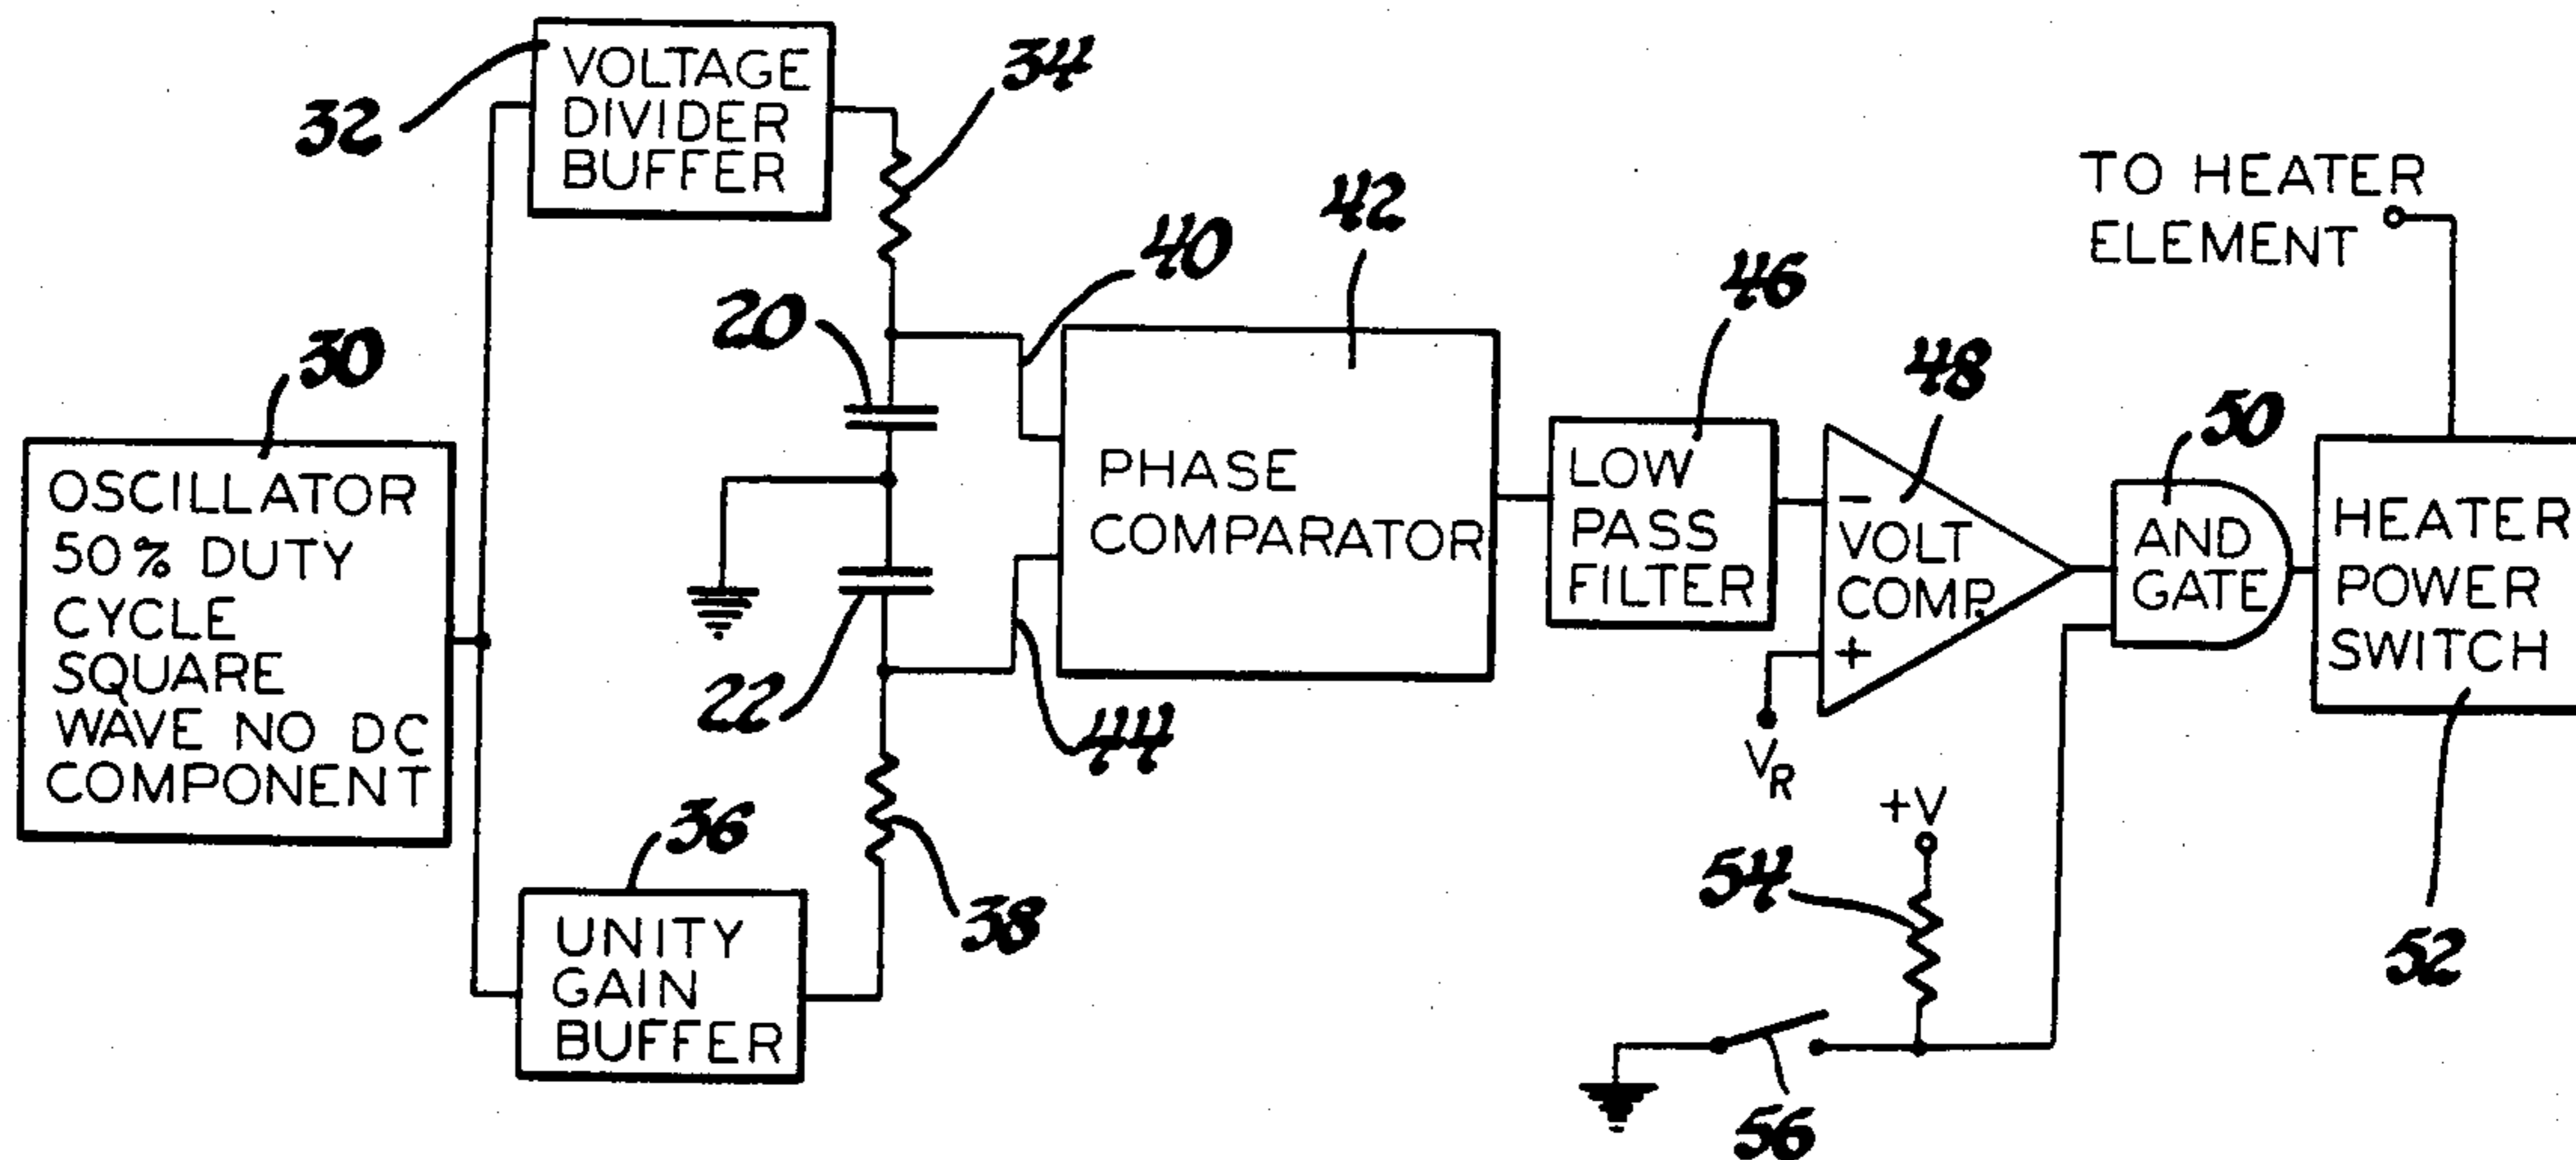 VOLTAGE
DIVIDER
BUFFER
32
34
40
42
TO HEATER
ELEMENT
20
46
48
50
30
OSCILLATOR
50% DUTY
CYCLE
SQUARE
WAVE NO DC
COMPONENT
PHASE
COMPARATOR
LOW
PASS
FILTER
-
VOLT
COMP.
+
AND
GATE
HEATER
POWER
SWITCH
22
44
VR
+V
36
54
38
52
UNITY
GAIN
BUFFER
56